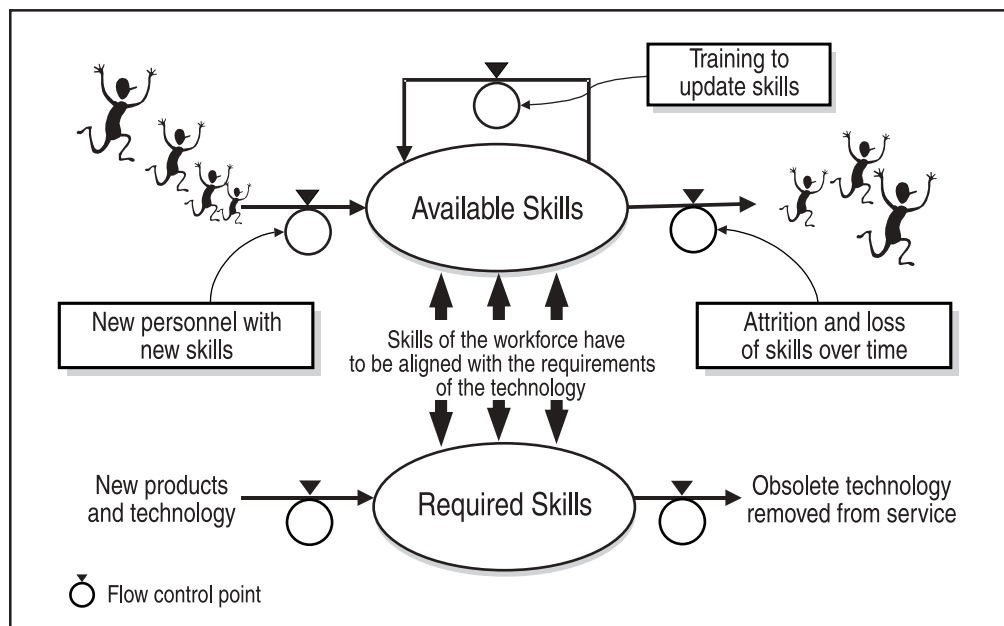 Training to
update skills
Available Skills
New personnel with
new skills
Skills of the workforce have
to be aligned with the requirements
of the technology
Attrition and loss
of skills over time
New products
and technology
Required Skills
Obsolete technology
removed from service
Flow control point